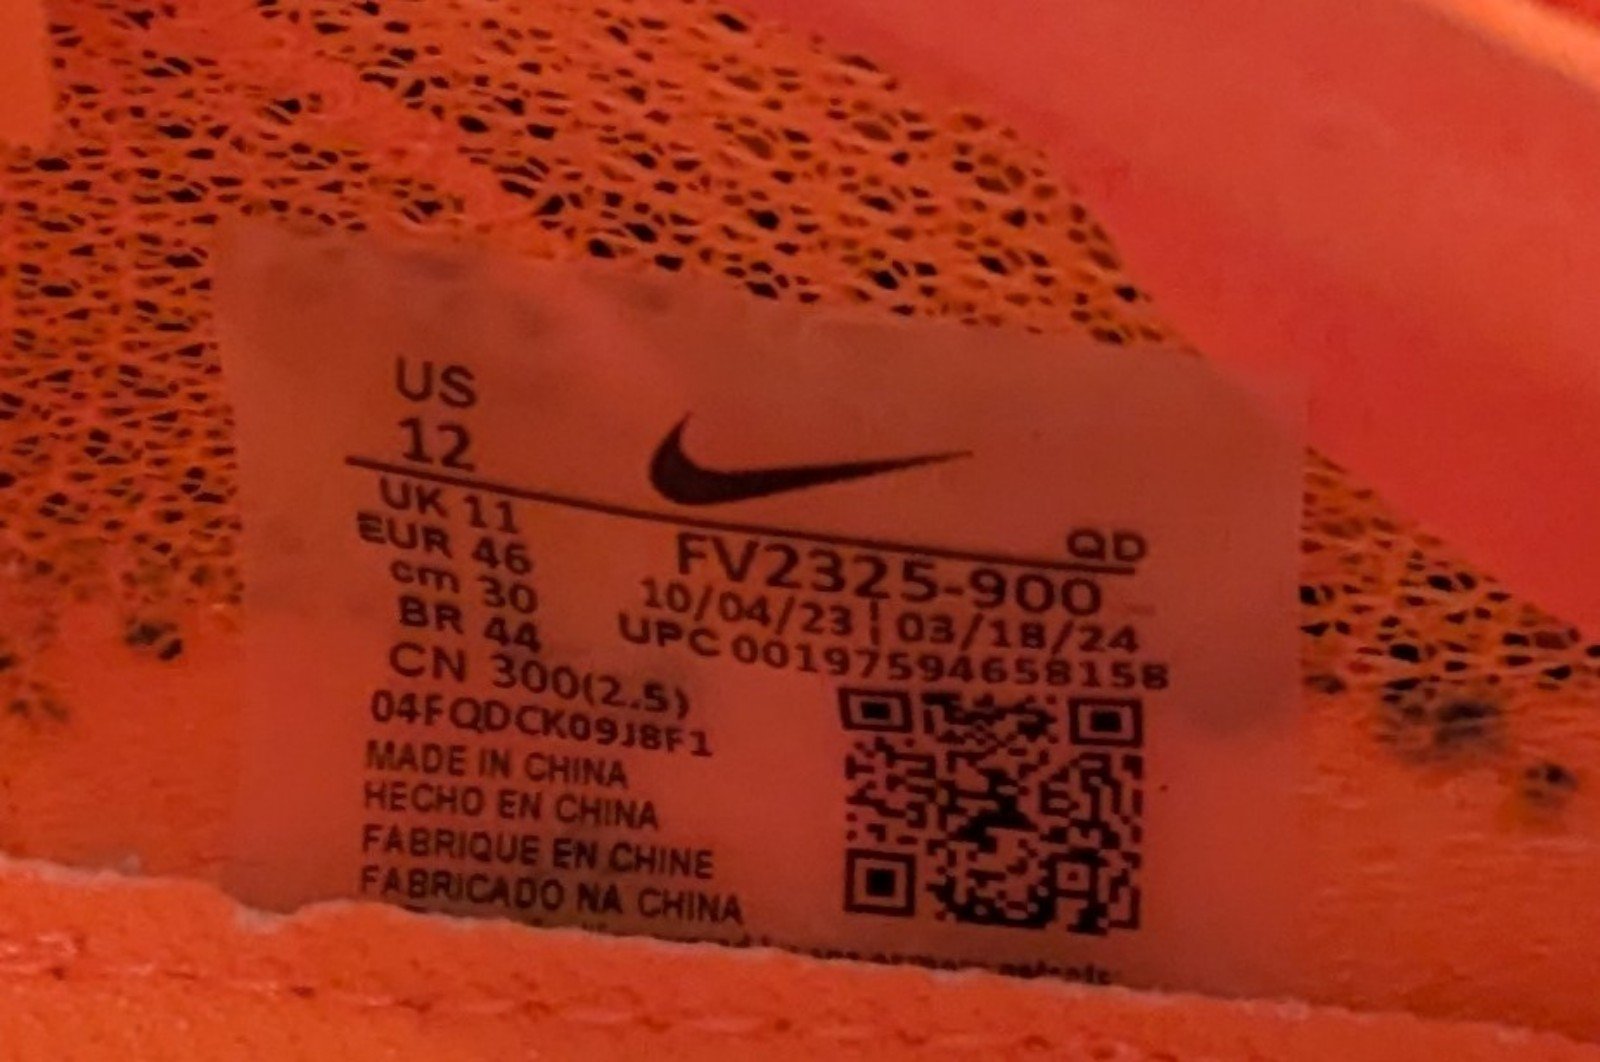 US
12
QD
UK 11
EUR 46
cm 30
BR 44
CN 300(2.5)
FV2325-900
10/04/23 | 03/18/24
UPC 00197594658158
04FQDCK09J8F1
MADE IN CHINA
HECHO EN CHINA
FABRIQUE EN CHINE
FABRICADO NA CHINA